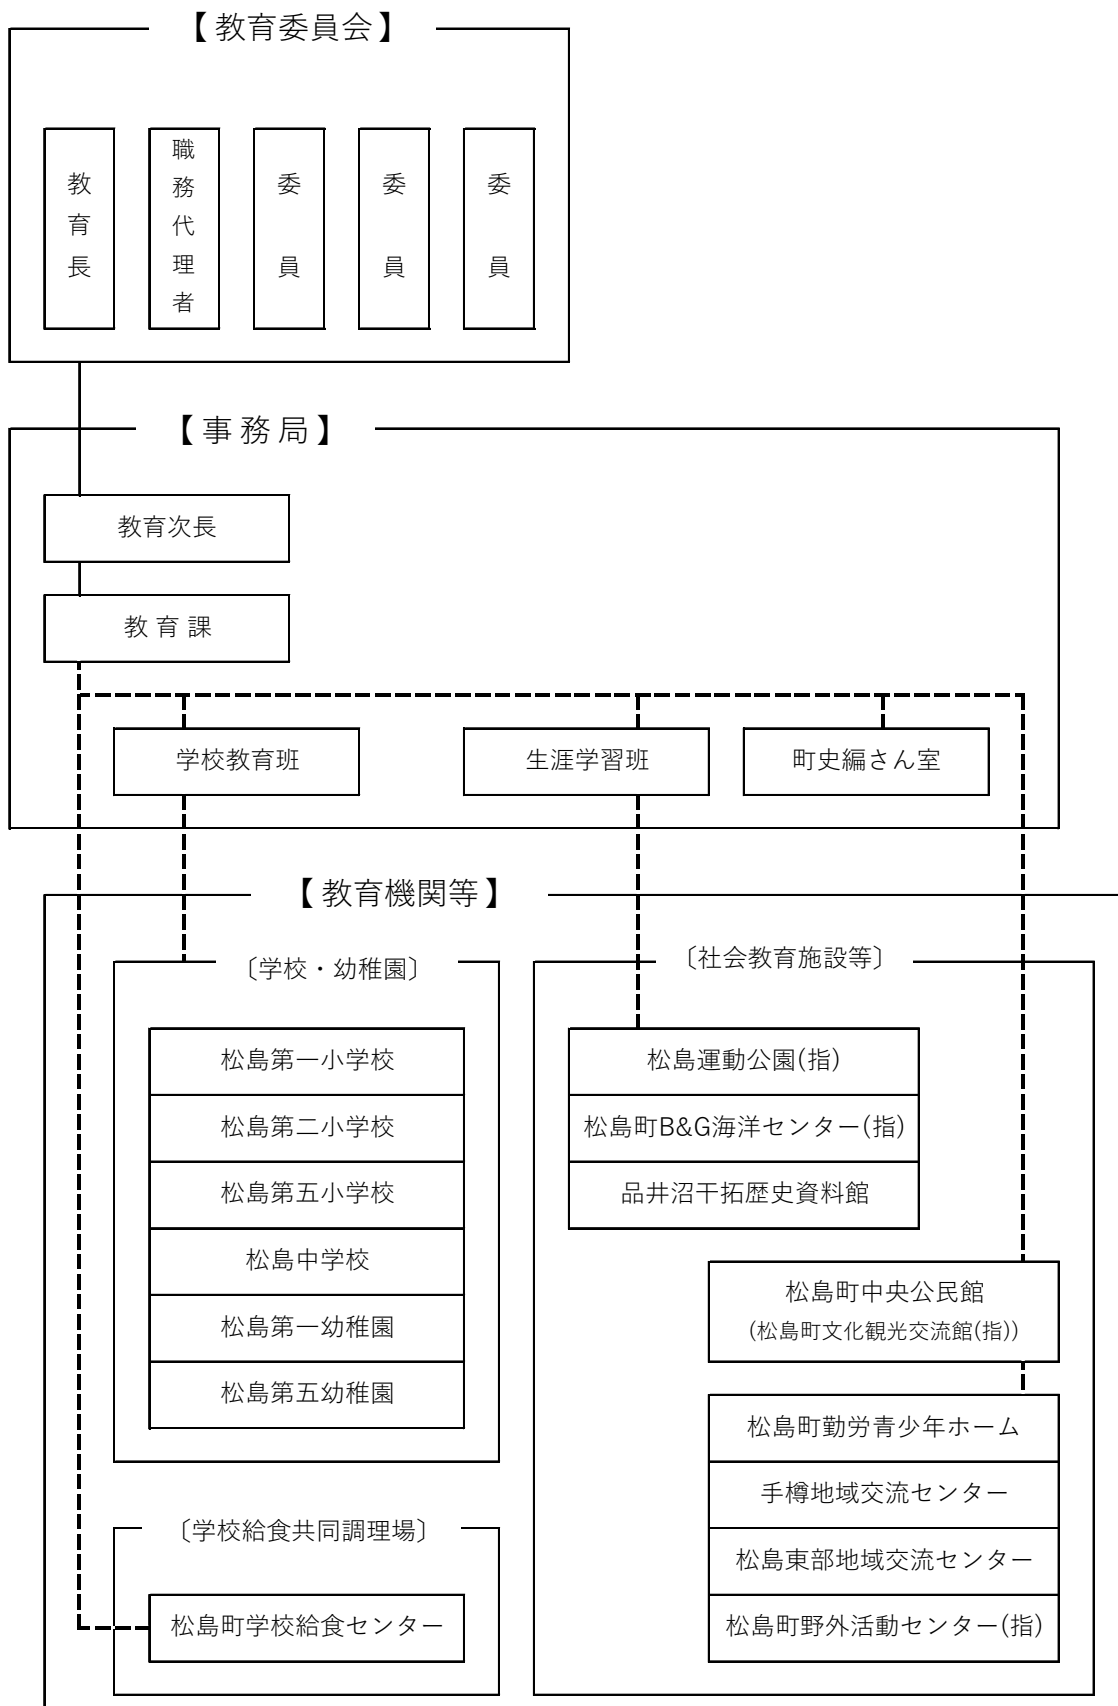 【教育委員会】
教育長
職務代理者
委員
委員
委員
【事務局】
教育次長
教育課
学校教育班
生涯学習班
町史編さん室
【教育機関等】
〔学校・幼稚園〕
松島第一小学校
松島第二小学校
松島第五小学校
松島中学校
松島第一幼稚園
松島第五幼稚園
〔学校給食共同調理場〕
松島町学校給食センター
〔社会教育施設等〕
松島運動公園(指)
松島町B&G海洋センター(指)
品井沼干拓歴史資料館
松島町中央公民館
(松島町文化観光交流館(指))
松島町勤労青少年ホーム
手樽地域交流センター
松島東部地域交流センター
松島町野外活動センター(指)